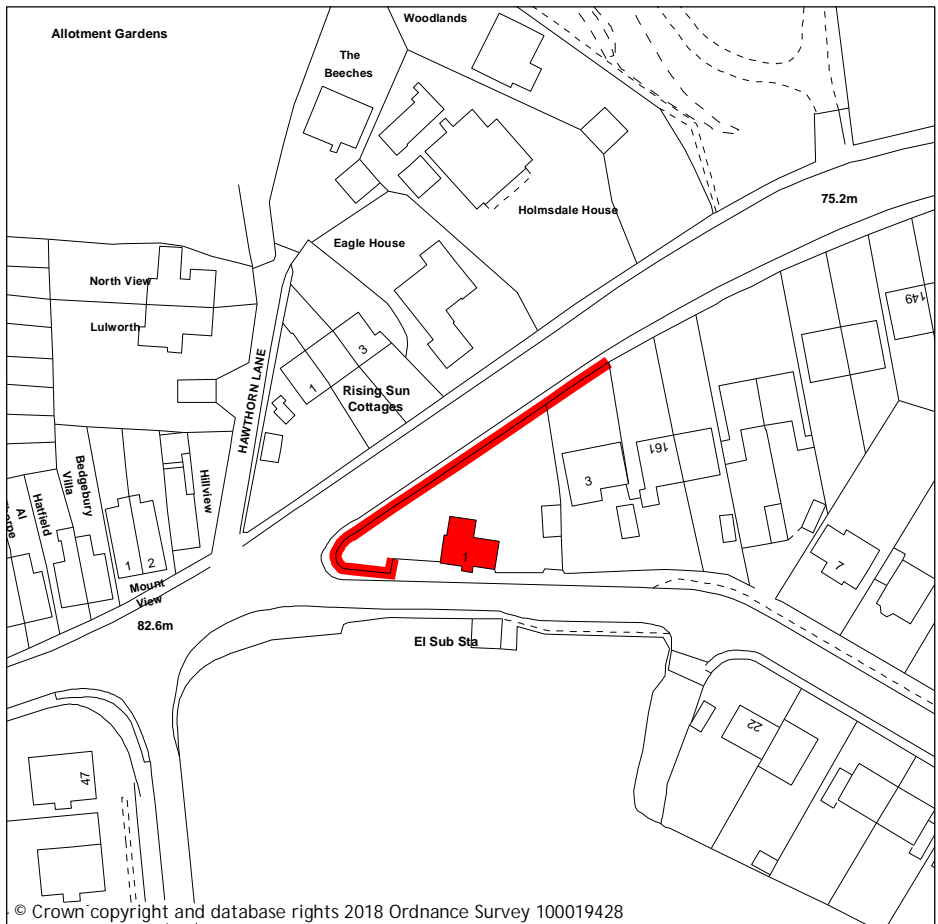 Woodlands
Allotment Gardens
The
Beeches
75.2m
Holmsdale House
Eagle House
North View
Lulworth
149
3
1
Rising Sun
Cottages
HAWTHORN LANE
161
3
Bedgebury
Villa
Hatfield
Al
Hillview
1
1 2
7
Mount
View
82.6m
El Sub Sta
22
47
© Crown copyright and database rights 2018 Ordnance Survey 100019428